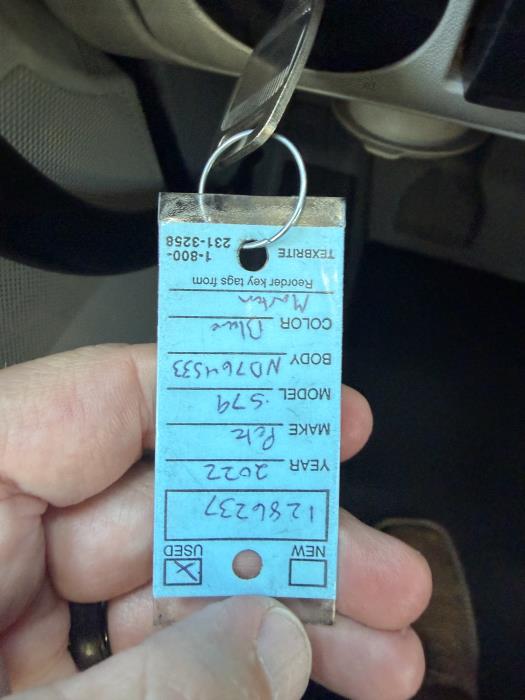 NEW USED
1286237
YEAR 2022
MAKE Pete
MODEL 579
BODY ND764533
COLOR Blue
Reorder key tags from
TEXBRITE 1-800-
231-3258